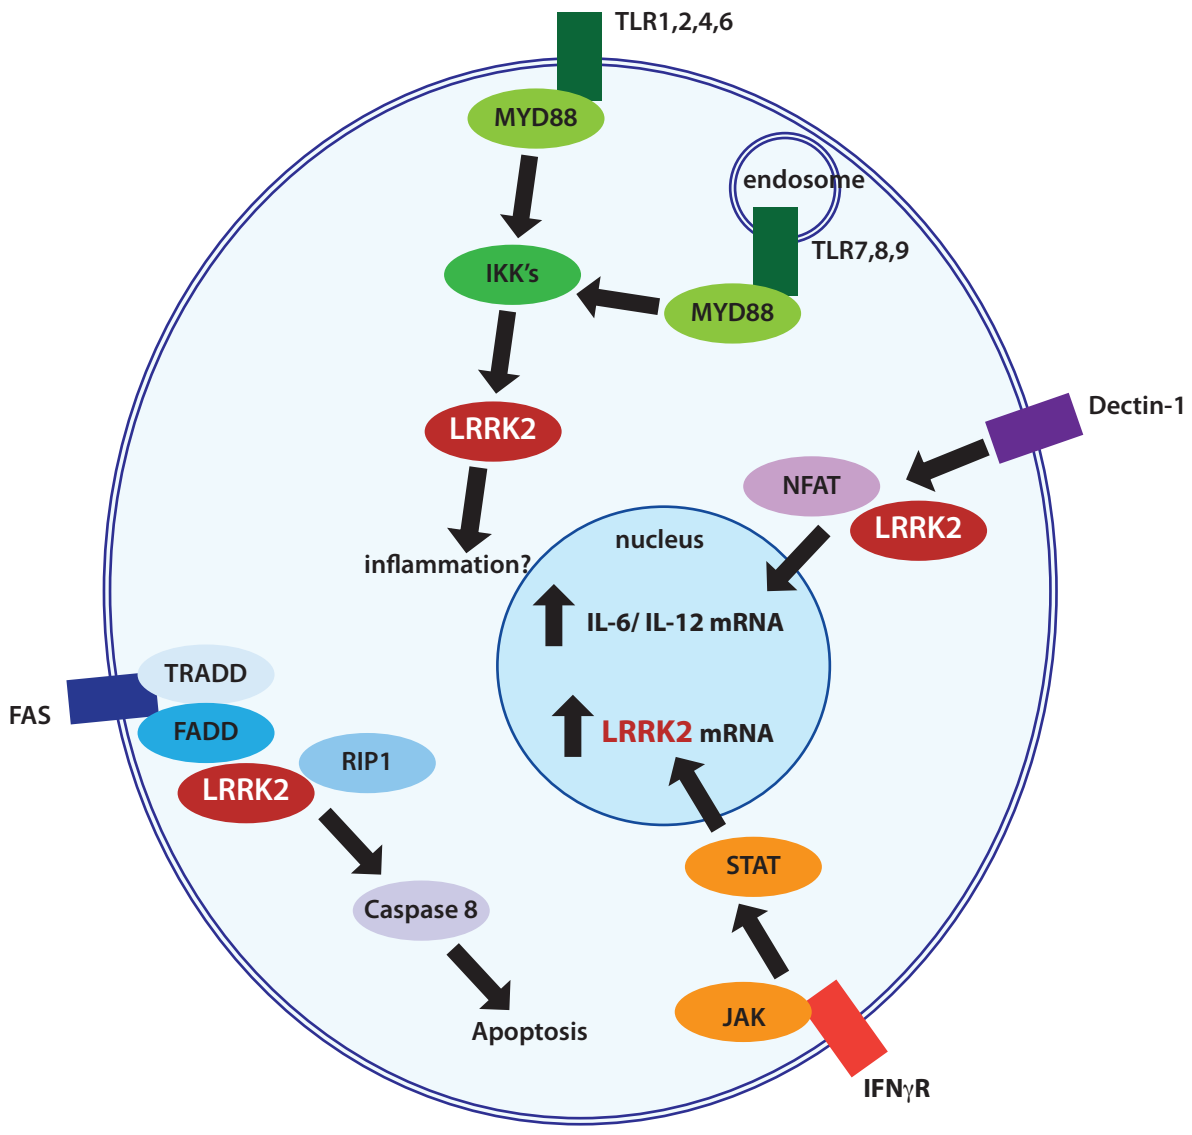 TLR1,2,4,6
MYD88
endosome
TLR7,8,9
IKK's
MYD88
Dectin-1
LRRK2
NFAT
LRRK2
nucleus
inflammation?
IL-6/ IL-12 mRNA
TRADD
FAS
FADD
LRRK2 mRNA
RIP1
LRRK2
STAT
Caspase 8
JAK
Apoptosis
IFNγR